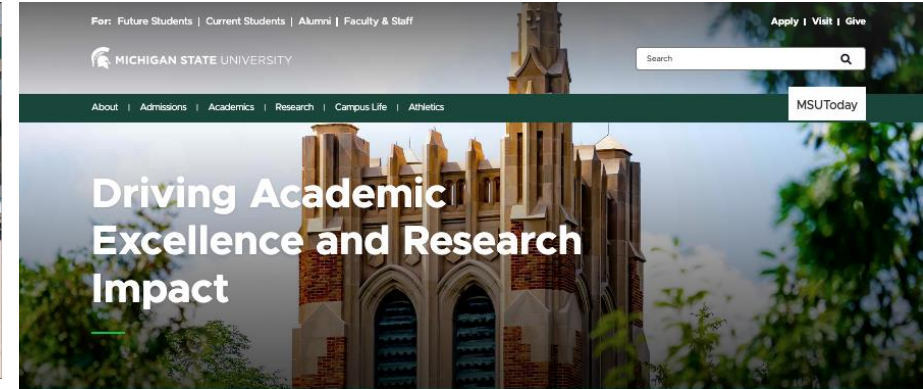 For: Future Students | Current Students | Alumni | Faculty & Staff
Apply | Visit | Give
MICHIGAN STATE UNIVERSITY
Search
About | Admissions | Academics | Research | Campus Life | Athletics
MSUToday
Driving Academic
Excellence and Research
Impact